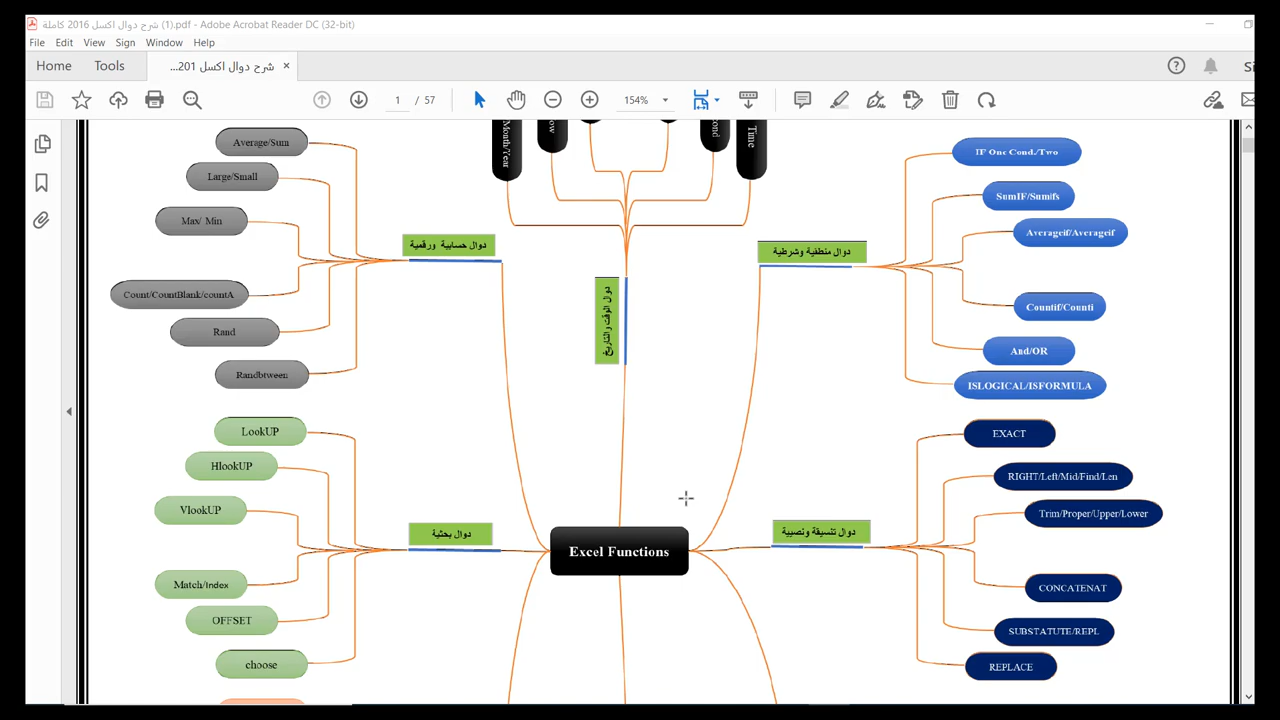 شرح دوال اكسل 2016 كاملة (1).pdf - Adobe Acrobat Reader DC (32-bit)
File Edit View Sign Window Help
Home Tools
شرح دوال اكسل 201...
1 / 57
154%
Average/Sum
Large/Small
Max/ Min
Count/CountBlank/countA
Rand
Randbtween
دوال حسابية ورقمية
Month/Year
Time
دوال الوقت والتاريخ
دوال منطقية وشرطية
IF One Cond./Two
SumIF/Sumifs
Averageif/Averageif
Countif/Counti
And/OR
ISLOGICAL/ISFORMULA
LookUP
HlookUP
VlookUP
Match/Index
OFFSET
choose
دوال بحثية
Excel Functions
دوال تنسيقة ونصيية
EXACT
RIGHT/Left/Mid/Find/Len
Trim/Proper/Upper/Lower
CONCATENAT
SUBSTATUTE/REPL
REPLACE